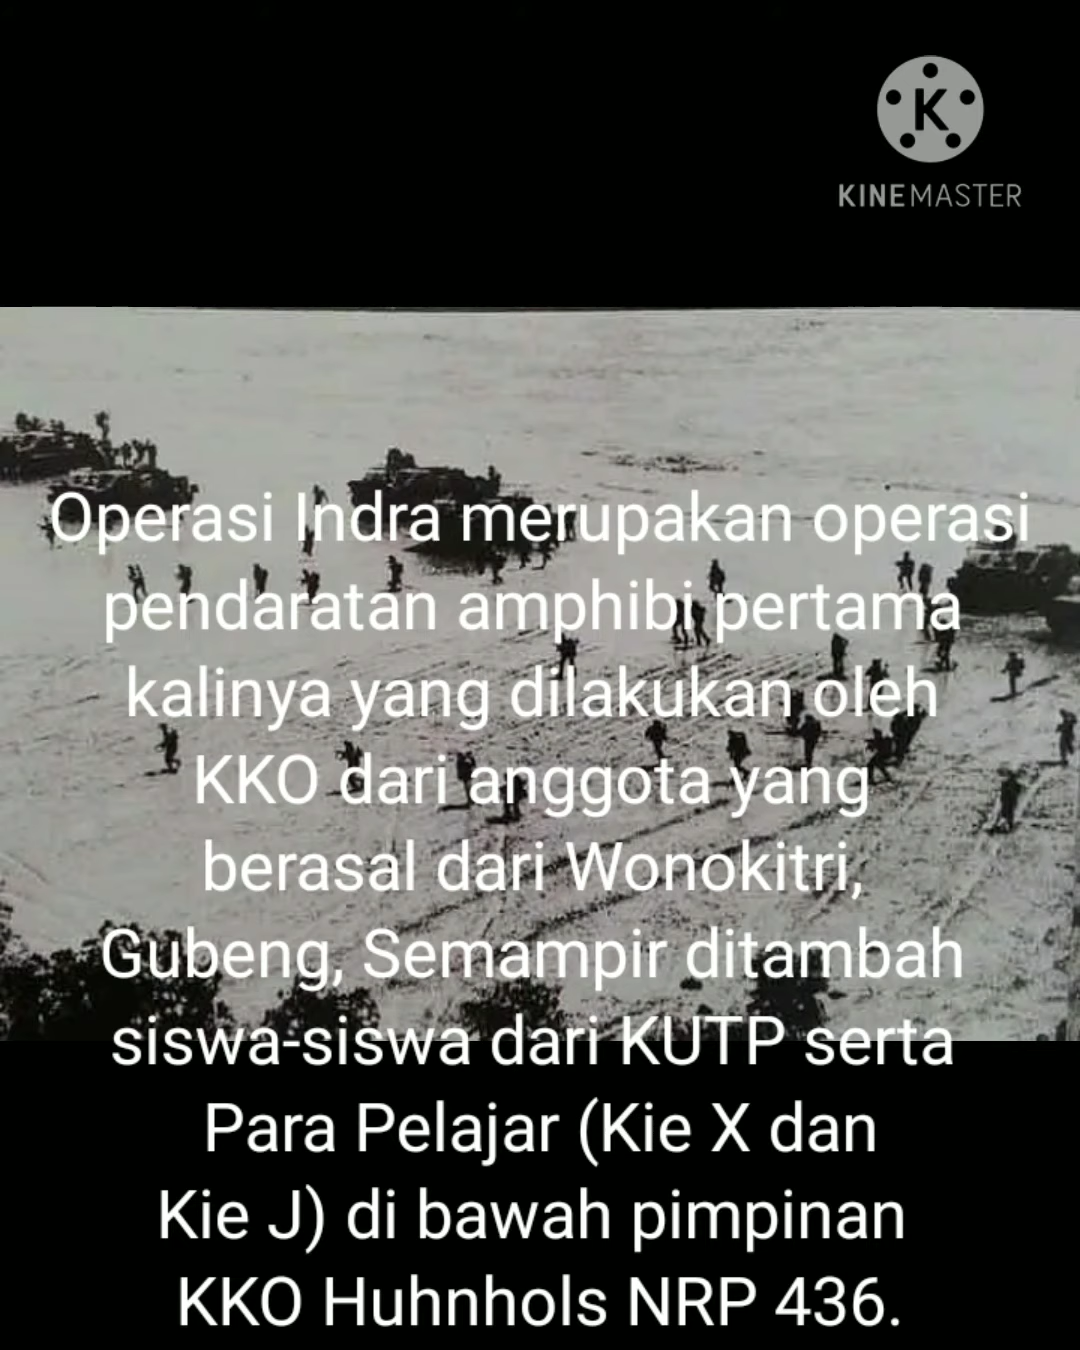 K
KINEMASTER
Operasi Indra merupakan operasi
pendaratan amphibi pertama
kalinya yang dilakukan oleh
KKO dari anggota yang
berasal dari Wonokitri,
Gubeng, Semampir ditambah
siswa-siswa dari KUTP serta
Para Pelajar (Kie X dan
Kie J) di bawah pimpinan
KKO Huhnhols NRP 436.